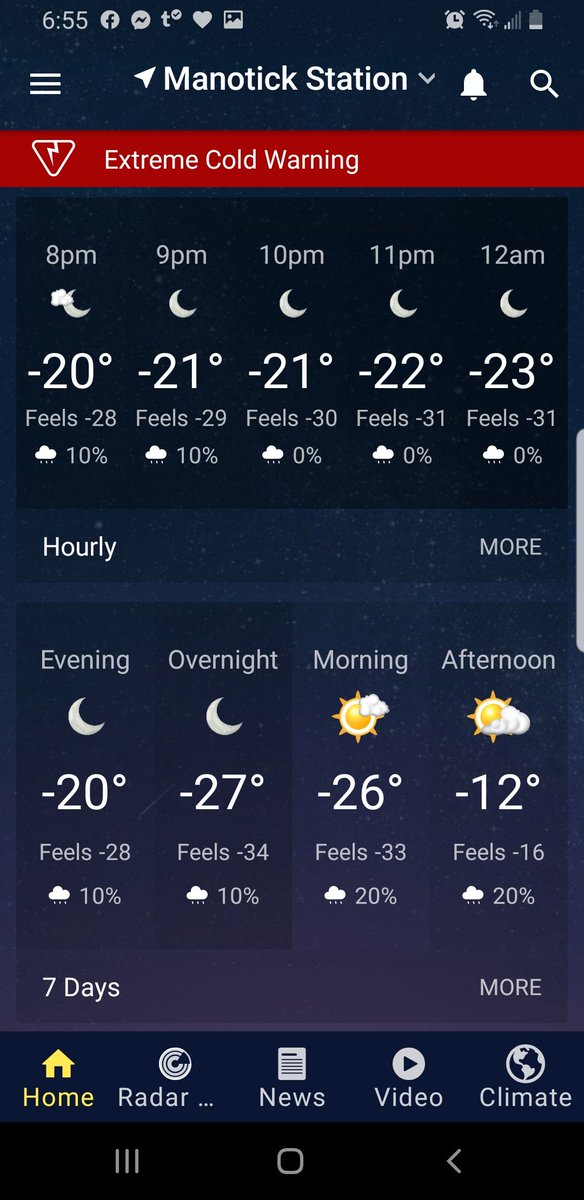 6:55
Manotick Station
Extreme Cold Warning
8pm 9pm 10pm 11pm 12am
-20° -21° -21° -22° -23°
Feels -28 Feels -29 Feels -30 Feels -31 Feels -31
10% 10% 0% 0% 0%
Hourly MORE
Evening Overnight Morning Afternoon
-20° -27° -26° -12°
Feels -28 Feels -34 Feels -33 Feels -16
10% 10% 20% 20%
7 Days MORE
Home Radar ... News Video Climate